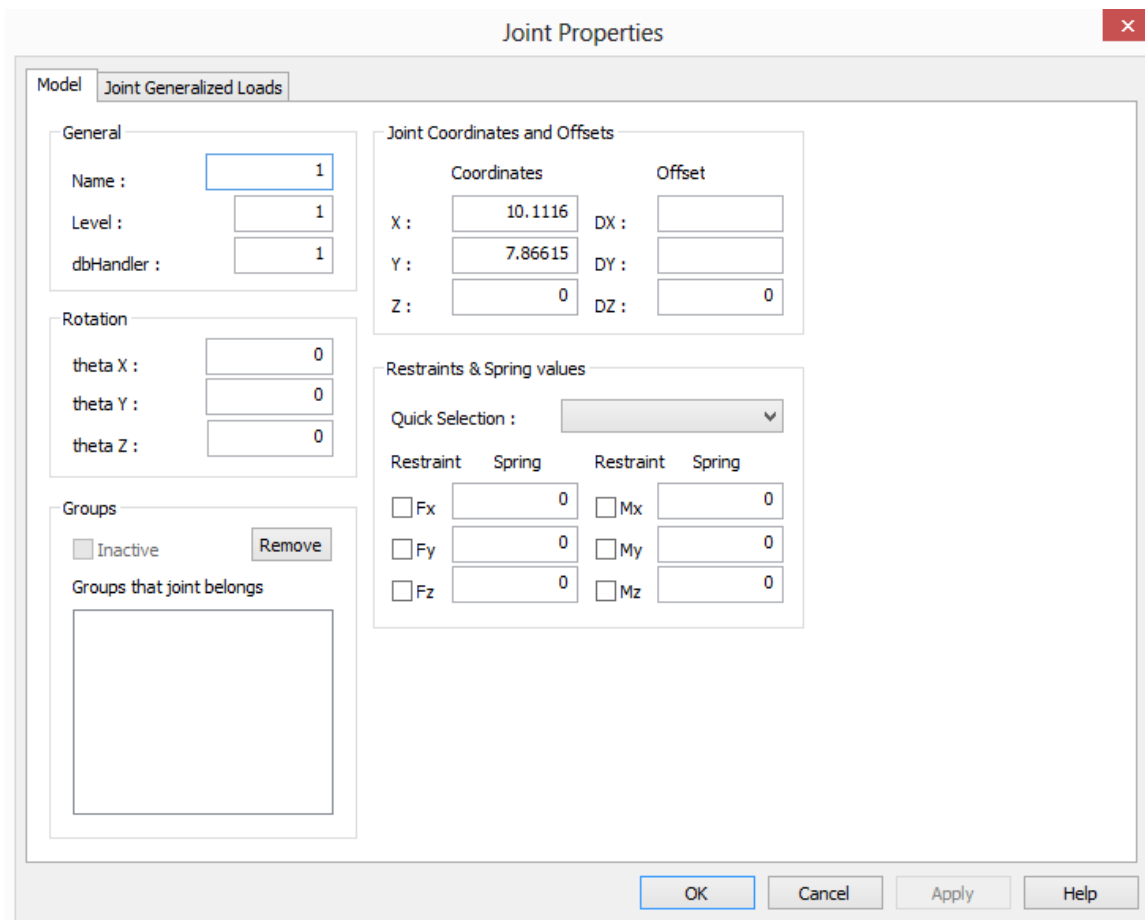 Joint Properties
Model
Joint Generalized Loads
General
Name : 1
Level : 1
dbHandler : 1
Rotation
theta X : 0
theta Y : 0
theta Z : 0
Groups
Inactive
Remove
Groups that joint belongs
Joint Coordinates and Offsets
Coordinates Offset
X : 10.1116 DX :
Y : 7.86615 DY :
Z : 0 DZ : 0
Restraints & Spring values
Quick Selection :
Restraint Spring Restraint Spring
Fx 0 Mx 0
Fy 0 My 0
Fz 0 Mz 0
OK Cancel Apply Help